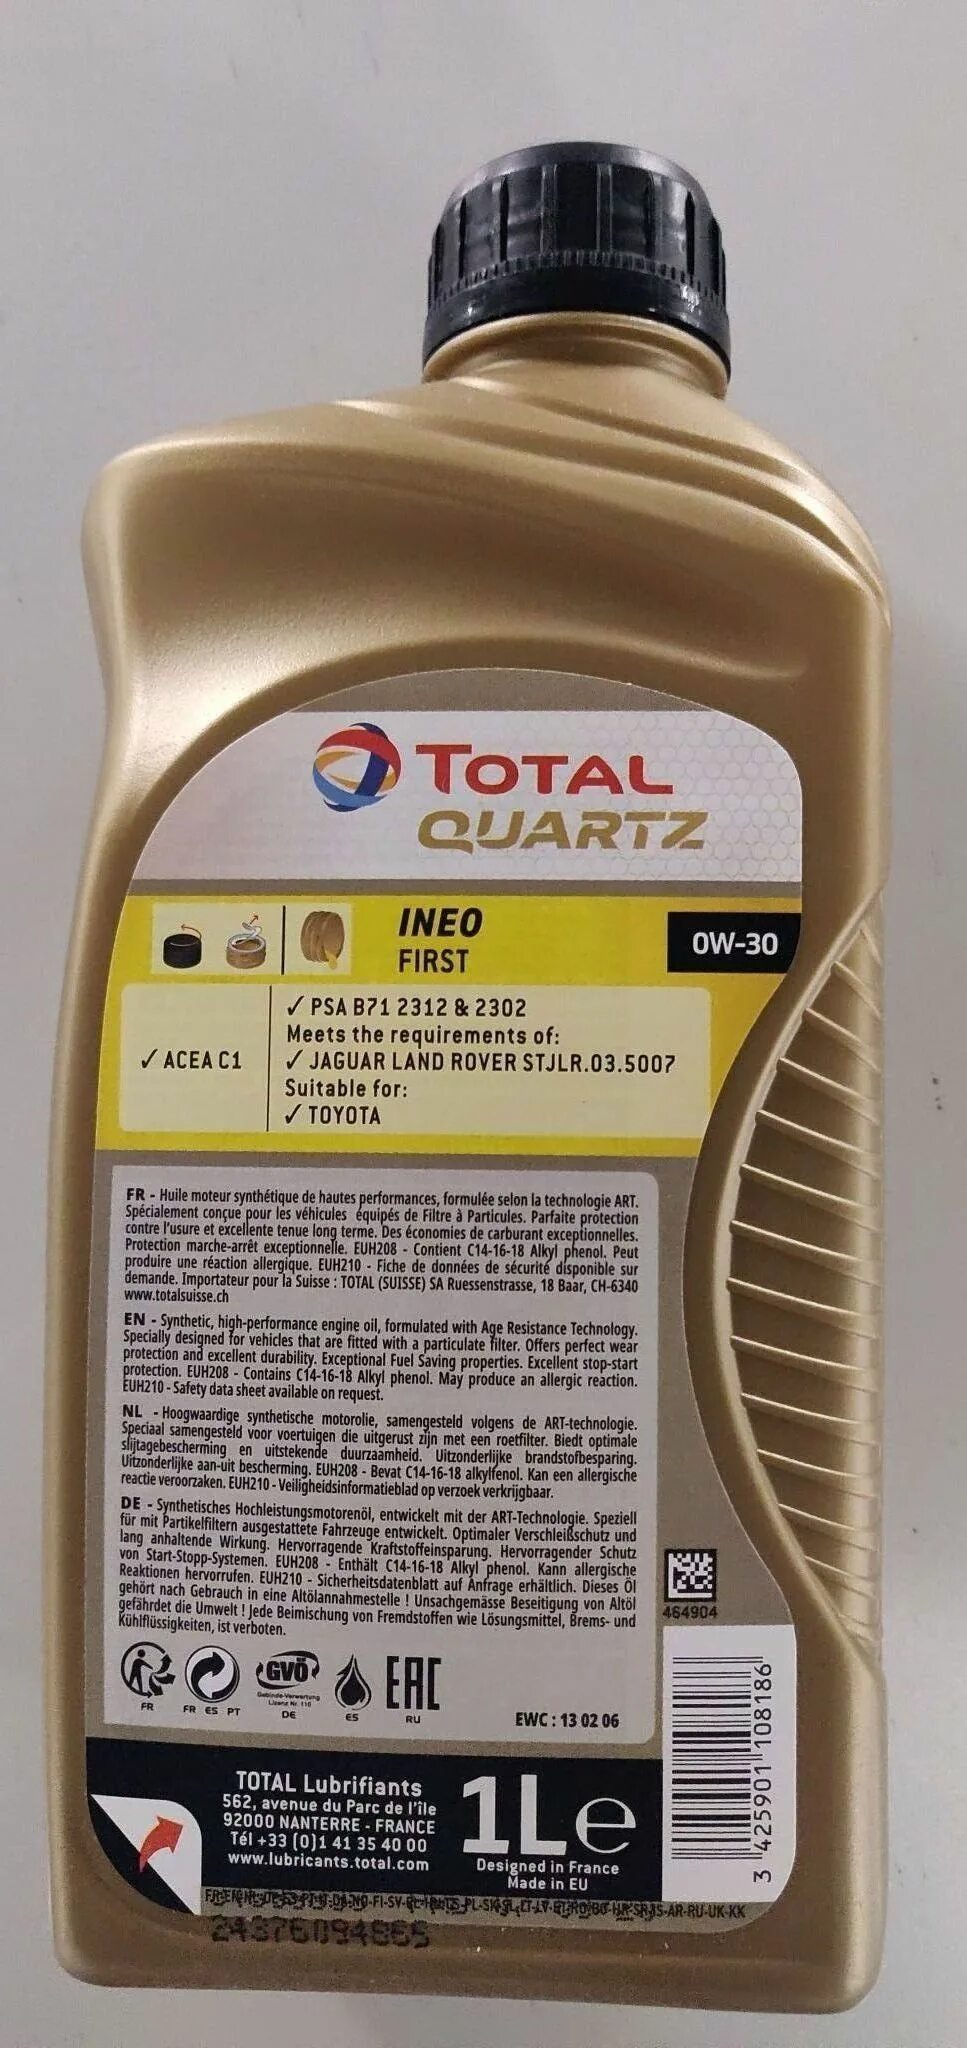 TOTAL
QUARTZ
INEO
FIRST
0W-30
✓ ACEA C1
✓ PSA B71 2312 & 2302
Meets the requirements of:
✓ JAGUAR LAND ROVER STJLR.03.5007
Suitable for:
✓ TOYOTA
FR - Huile moteur synthétique de hautes performances, formulée selon la technologie ART.
Spécialement conçue pour les véhicules équipés de Filtre à Particules. Parfaite protection
contre l'usure et excellente tenue long terme. Des économies de carburant exceptionnelles.
Protection marche-arrêt exceptionnelle. EUH208 - Contient C14-16-18 Alkyl phenol. Peut
produire une réaction allergique. EUH210 - Fiche de données de sécurité disponible sur
demande. Importateur pour la Suisse : TOTAL (SUISSE) SA Ruessenstrasse, 18 Baar, CH-6340
www.totalsuisse.ch
EN - Synthetic, high-performance engine oil, formulated with Age Resistance Technology.
Specially designed for vehicles that are fitted with a particulate filter. Offers perfect wear
protection and excellent durability. Exceptional Fuel Saving properties. Excellent stop-start
protection. EUH208 - Contains C14-16-18 Alkyl phenol. May produce an allergic reaction.
EUH210 - Safety data sheet available on request.
NL - Hoogwaardige synthetische motorolie, samengesteld volgens de ART-technologie.
Speciaal samengesteld voor voertuigen die uitgerust zijn met een roetfilter. Biedt optimale
slijtagebescherming en uitstekende duurzaamheid. Uitzonderlijke brandstofbesparing.
Uitzonderlijke aan-uit bescherming. EUH208 - Bevat C14-16-18 alkylfenol. Kan een allergische
reactie veroorzaken. EUH210 - Veiligheidsinformatieblad op verzoek verkrijgbaar.
DE - Synthetisches Hochleistungsmotorenöl, entwickelt mit der ART-Technologie. Speziell
für mit Partikelfiltern ausgestattete Fahrzeuge entwickelt. Optimaler Verschleißschutz und
lang anhaltende Wirkung. Hervorragende Kraftstoffeinsparung. Hervorragender Schutz
von Start-Stopp-Systemen. EUH208 - Enthält C14-16-18 Alkyl phenol. Kann allergische
Reaktionen hervorrufen. EUH210 - Sicherheitsdatenblatt auf Anfrage erhältlich. Dieses Öl
gehört nach Gebrauch in eine Altölannahmestelle ! Unsachgemässe Beseitigung von Altöl
gefährdet die Umwelt ! Jede Beimischung von Fremdstoffen wie Lösungsmittel, Brems- und
Kühlflüssigkeiten, ist verboten.
464904
GVÖ
Gebinde-Verwertung
Lizenz Nr. 110
EAC
FR
FR ES PT
DE
ES
RU
EWC : 13 02 06
TOTAL Lubrifiants
562, avenue du Parc de l'île
92000 NANTERRE - FRANCE
Tél +33 (0)1 41 35 40 00
www.lubricants.total.com
1L e
Designed in France
Made in EU
3 425901 108186
-FI-SV- -AR-RU-UK-KK